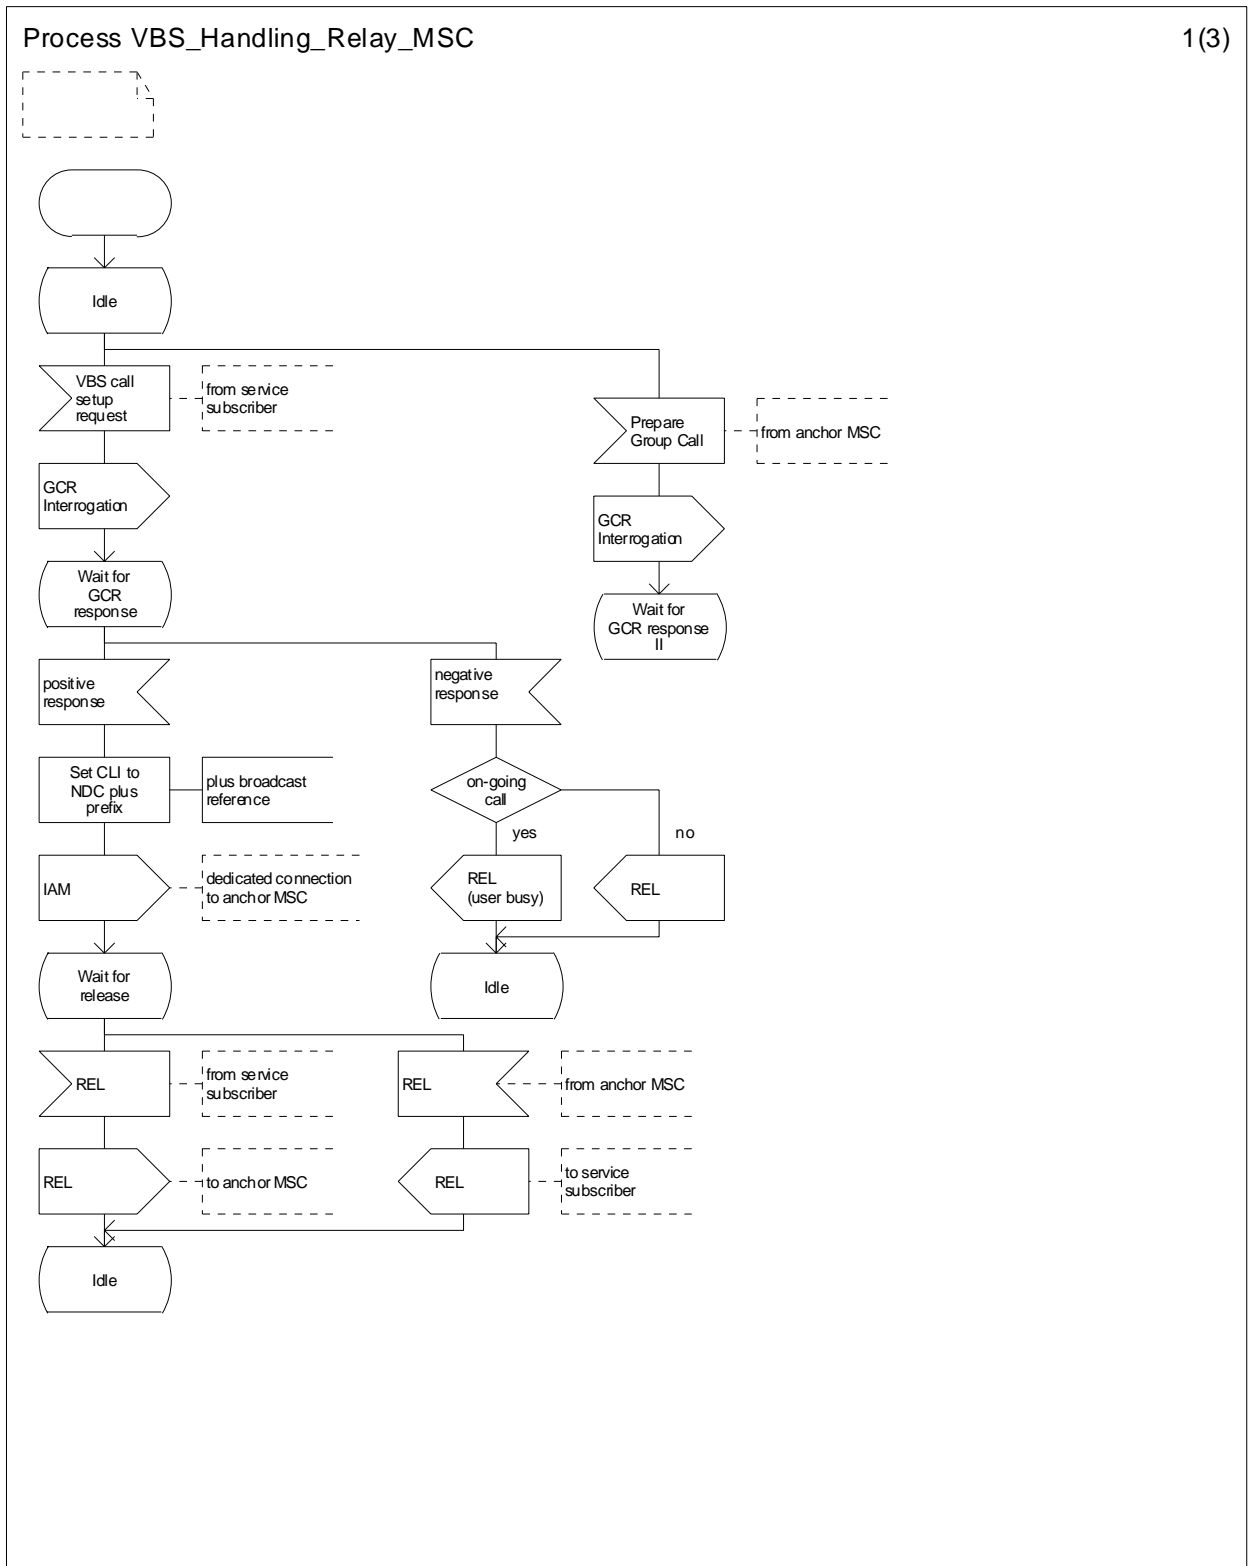 Process VBS_Handling_Relay_MSC
1(3)
Idle
VBS call
setup
request
from service
subscriber
Prepare
Group Call
from anchor MSC
GCR
Interrogation
GCR
Interrogation
Wait for
GCR
response
Wait for
GCR response
II
positive
response
negative
response
Set CLI to
NDC plus
prefix
plus broadcast
reference
on-going
call
yes
no
IAM
dedicated connection
to anchor MSC
REL
(user busy)
REL
Wait for
release
Idle
REL
from service
subscriber
REL
from anchor MSC
REL
to anchor MSC
REL
to service
subscriber
Idle